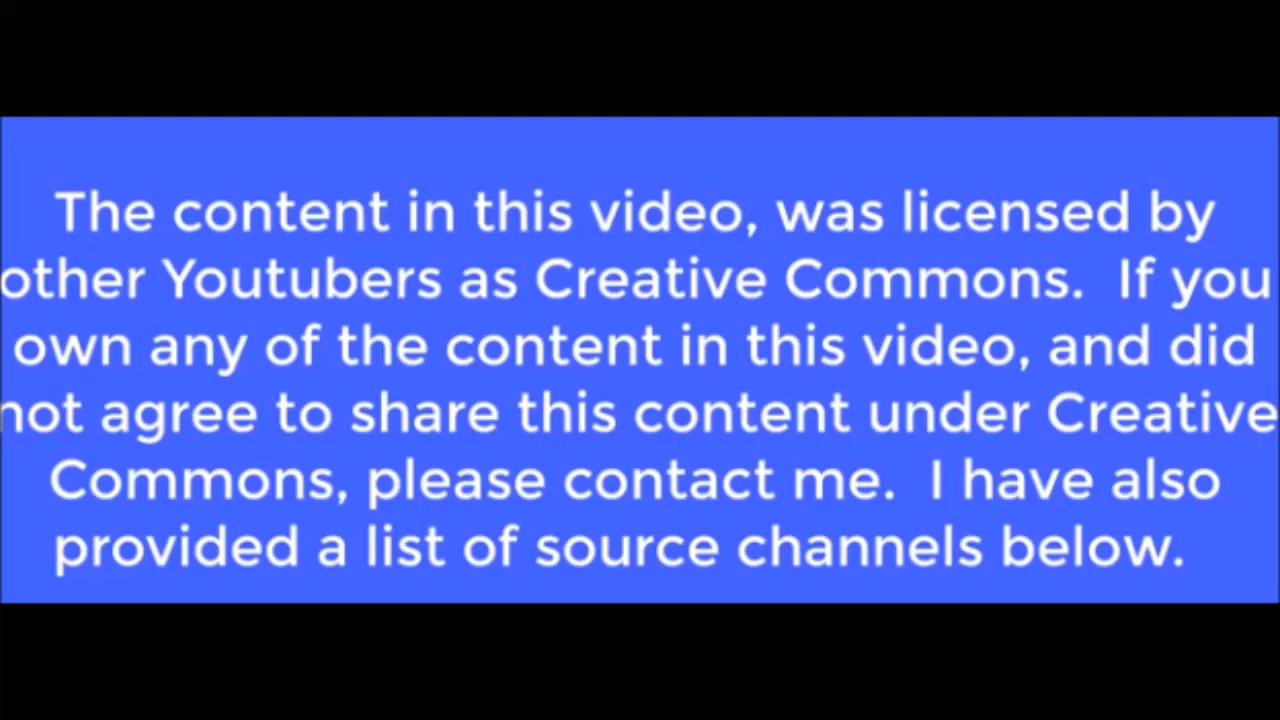 The content in this video, was licensed by
other Youtubers as Creative Commons.  If you
own any of the content in this video, and did
not agree to share this content under Creative
Commons, please contact me.  I have also
provided a list of source channels below.